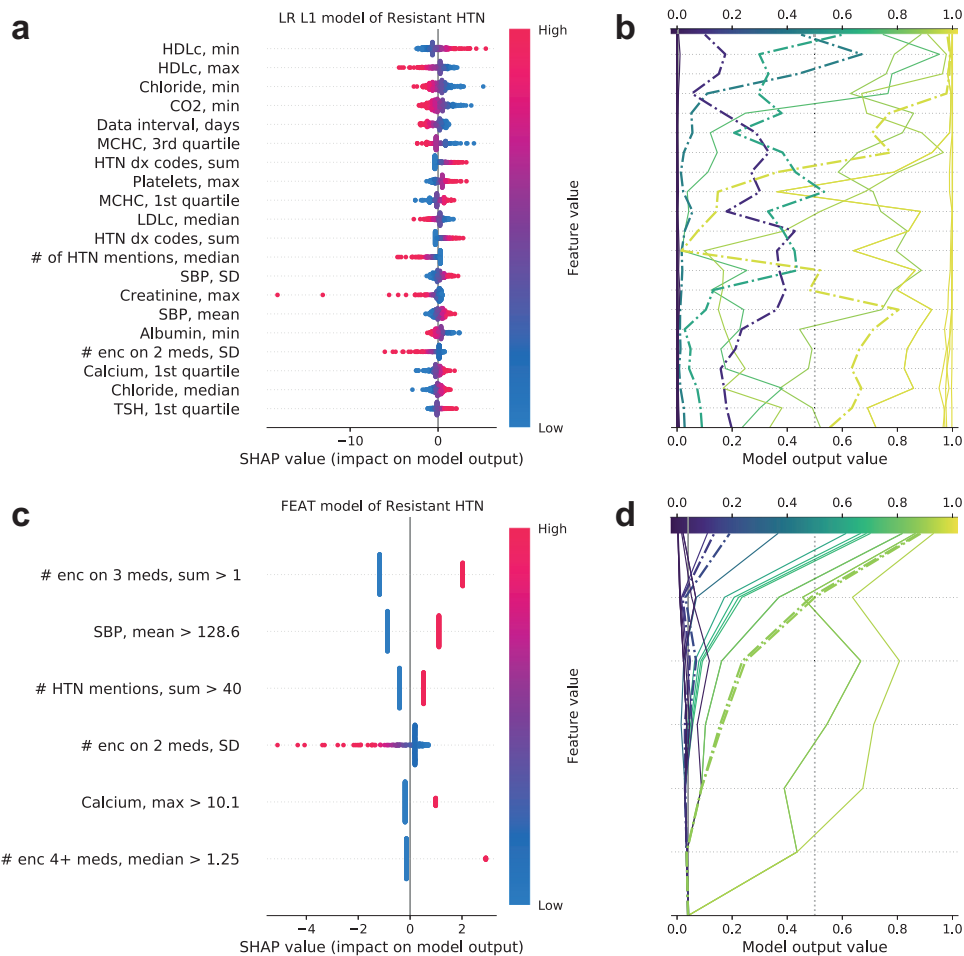 a
LR L1 model of Resistant HTN
HDLc, min
HDLc, max
Chloride, min
CO2, min
Data interval, days
MCHC, 3rd quartile
HTN dx codes, sum
Platelets, max
MCHC, 1st quartile
LDLc, median
HTN dx codes, sum
# of HTN mentions, median
SBP, SD
Creatinine, max
SBP, mean
Albumin, min
# enc on 2 meds, SD
Calcium, 1st quartile
Chloride, median
TSH, 1st quartile
−10 0
SHAP value (impact on model output)
High
Feature value
Low
b
0.0 0.2 0.4 0.6 0.8 1.0
0.0 0.2 0.4 0.6 0.8 1.0
Model output value
c
FEAT model of Resistant HTN
# enc on 3 meds, sum > 1
SBP, mean > 128.6
# HTN mentions, sum > 40
# enc on 2 meds, SD
Calcium, max > 10.1
# enc 4+ meds, median > 1.25
−4 −2 0 2 4
SHAP value (impact on model output)
High
Feature value
Low
d
0.0 0.2 0.4 0.6 0.8 1.0
0.0 0.2 0.4 0.6 0.8 1.0
Model output value